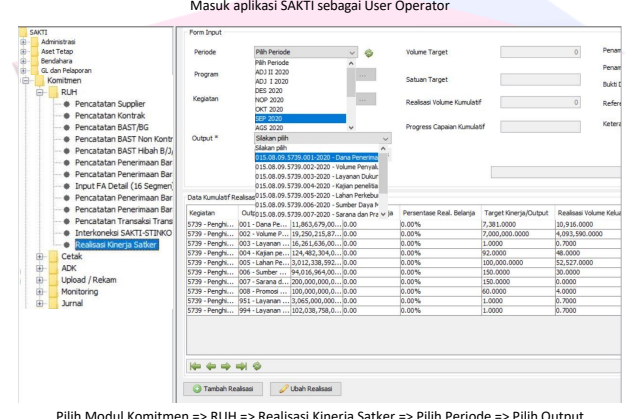 Masuk aplikasi SAKTI sebagai User Operator
SAKTI
Administrasi
Aset Tetap
Bendahara
GL dan Pelaporan
Komitmen
RUH
Pencatatan Supplier
Pencatatan Kontrak
Pencatatan BAST/BG
Pencatatan BAST Non Kontr
Pencatatan BAST Hibah B/J/
Pencatatan Penerimaan Bar
Pencatatan Penerimaan Bar
Input FA Detail (16 Segmen)
Pencatatan Penerimaan Bar
Pencatatan Penerimaan Bar
Pencatatan Transaksi Trans
Interkoneksi SAKTI-STINKO
Realisasi Kinerja Satker
Cetak
ADK
Upload / Rekam
Monitoring
Jurnal
Form Input
Periode
Pilih Periode
Pilih Periode
ADJ II 2020
ADJ I 2020
DES 2020
NOP 2020
OKT 2020
SEP 2020
AGS 2020
Program
Kegiatan
Output *
Silakan pilih
Silakan pilih
015.08.09.5739.001-2020 - Dana Penerima
015.08.09.5739.002-2020 - Volume Penyalu
015.08.09.5739.003-2020 - Layanan Dukun
015.08.09.5739.004-2020 - Kajian penelitia
015.08.09.5739.005-2020 - Lahan Perkebu
015.08.09.5739.006-2020 - Sumber Daya M
015.08.09.5739.007-2020 - Sarana dan Pra
Volume Target 0
Satuan Target
Realisasi Volume Kumulatif 0
Progress Capaian Kumulatif
Penam
Penam
Bukti D
Refere
Ketera
Data Kumulatif Realisas
Kegiatan Outp ja Persentase Real. Belanja Target Kinerja/Output Realisasi Volume Kelua
5739 - Penghi... 001 - Dana Pe... 11,863,679,00... 0.00 0.00% 7,381.0000 10,916.0000
5739 - Penghi... 002 - Volume P... 19,250,215,87... 0.00 0.00% 7,000,000.0000 4,093,590.0000
5739 - Penghi... 003 - Layanan ... 16,261,636,00... 0.00 0.00% 1.0000 0.7000
5739 - Penghi... 004 - Kajian pe... 124,482,304,0... 0.00 0.00% 92.0000 48.0000
5739 - Penghi... 005 - Lahan Pe... 3,012,338,592... 0.00 0.00% 100,000.0000 52,527.0000
5739 - Penghi... 006 - Sumber ... 94,016,964,00... 0.00 0.00% 150.0000 30.0000
5739 - Penghi... 007 - Sarana d... 200,000,000,0... 0.00 0.00% 150.0000 0.0000
5739 - Penghi... 008 - Promosi ... 100,000,000,0... 0.00 0.00% 60.0000 4.0000
5739 - Penghi... 951 - Layanan ... 3,065,000,000... 0.00 0.00% 1.0000 0.7000
5739 - Penghi... 994 - Layanan ... 102,038,758,0... 0.00 0.00% 1.0000 0.7000
Tambah Realisasi Ubah Realisasi
Pilih Modul Komitmen => RUH => Realisasi Kinerja Satker => Pilih Periode => Pilih Output